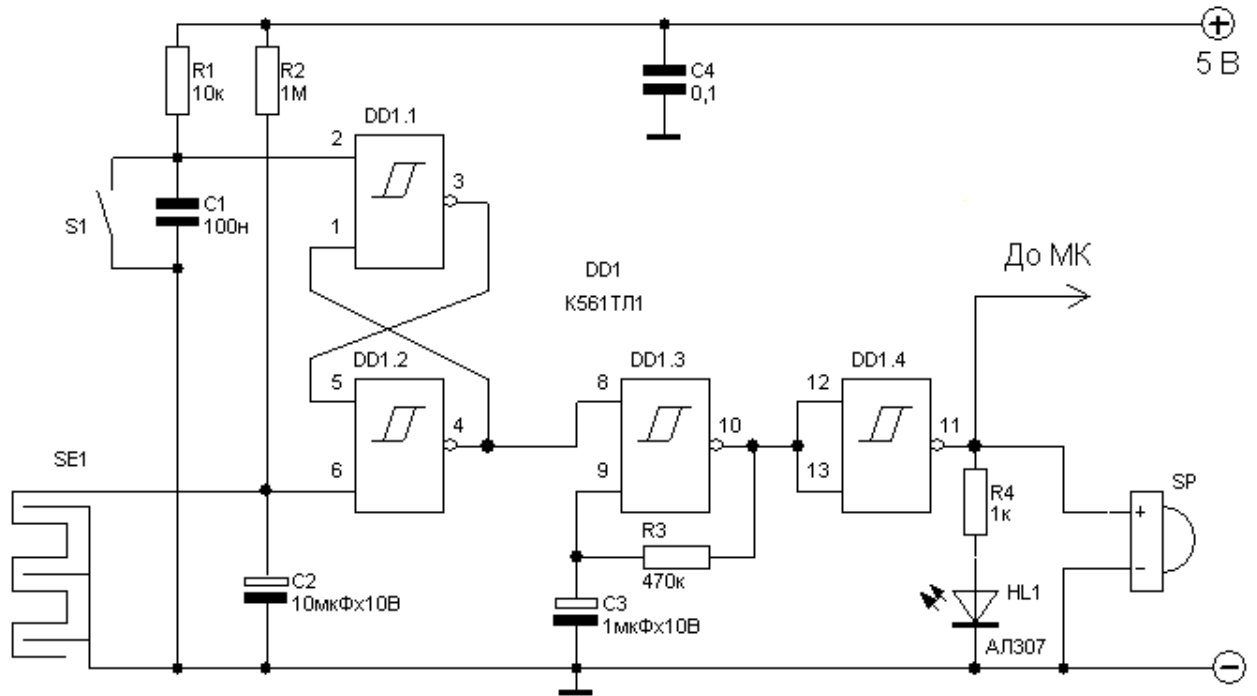 +
5 В
R1
10к
R2
1М
C4
0,1
DD1.1
2
3
1
S1
C1
100н
DD1
К561ТЛ1
До МК
DD1.2
5
4
6
DD1.3
8
10
9
DD1.4
12
11
13
SE1
R4
1к
SP
+
−
R3
470к
C2
10мкФх10В
C3
1мкФх10В
HL1
АЛ307
−